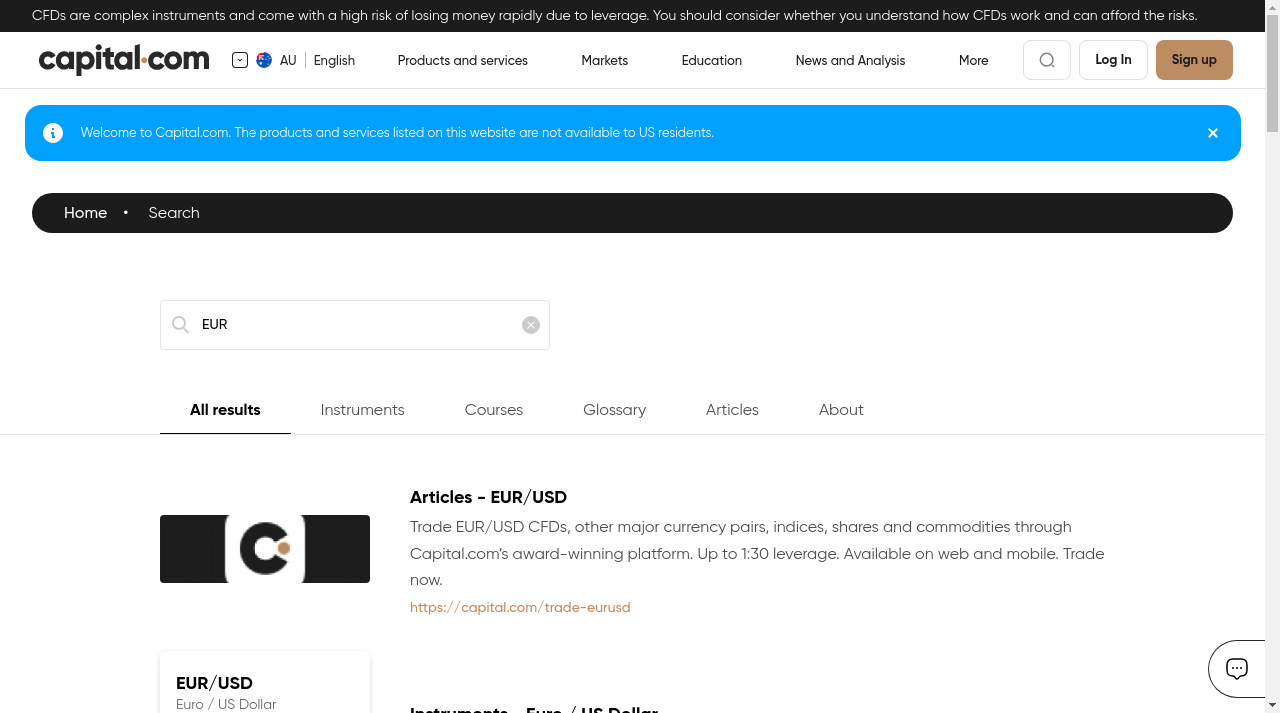 CFDs are complex instruments and come with a high risk of losing money rapidly due to leverage. You should consider whether you understand how CFDs work and can afford the risks.
capital.com
AU English Products and services Markets Education News and Analysis More Log In Sign up
Welcome to Capital.com. The products and services listed on this website are not available to US residents.
Home • Search
EUR
All results Instruments Courses Glossary Articles About
Articles - EUR/USD
Trade EUR/USD CFDs, other major currency pairs, indices, shares and commodities through
Capital.com’s award-winning platform. Up to 1:30 leverage. Available on web and mobile. Trade
now.
https://capital.com/trade-eurusd
EUR/USD
Euro / US Dollar
Instruments - Euro / US Dollar